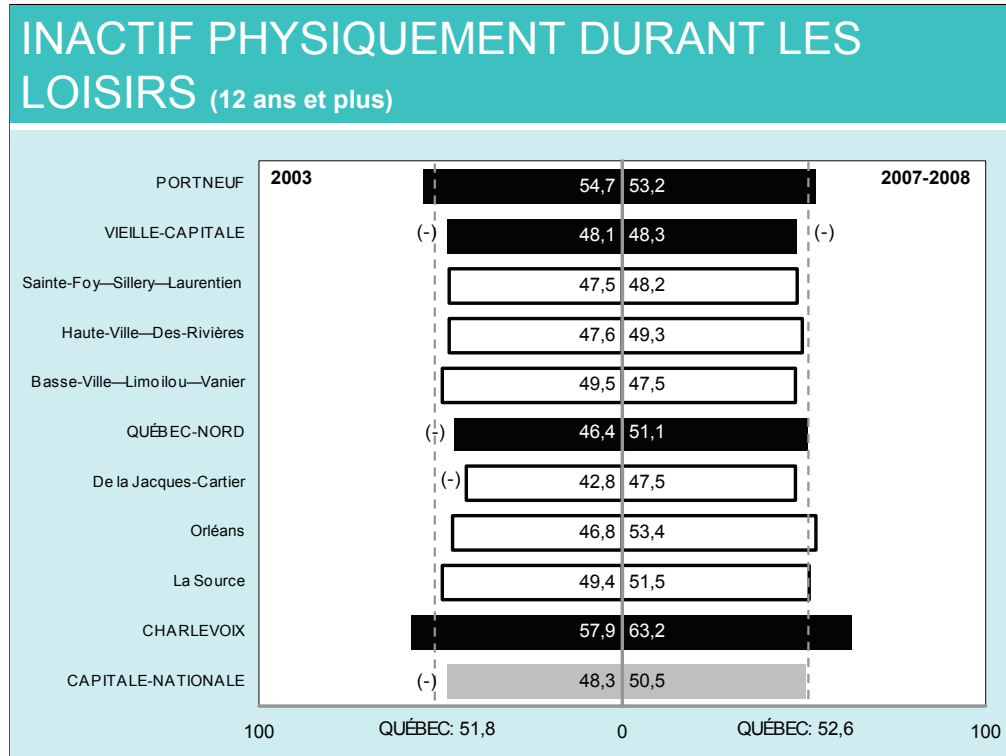 INACTIF PHYSIQUEMENT DURANT LES
LOISIRS (12 ans et plus)
2003 2007-2008
PORTNEUF 54,7 53,2
VIEILLE-CAPITALE (-) 48,1 48,3 (-)
Sainte-Foy—Sillery—Laurentien 47,5 48,2
Haute-Ville—Des-Rivières 47,6 49,3
Basse-Ville—Limoilou—Vanier 49,5 47,5
QUÉBEC-NORD (-) 46,4 51,1
De la Jacques-Cartier (-) 42,8 47,5
Orléans 46,8 53,4
La Source 49,4 51,5
CHARLEVOIX 57,9 63,2
CAPITALE-NATIONALE (-) 48,3 50,5
100 QUÉBEC: 51,8 0 QUÉBEC: 52,6 100